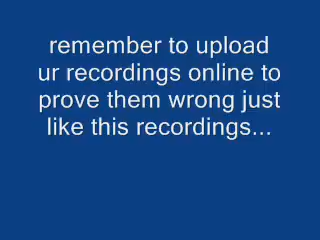 remember to upload
ur recordings online to
prove them wrong just
like this recordings...